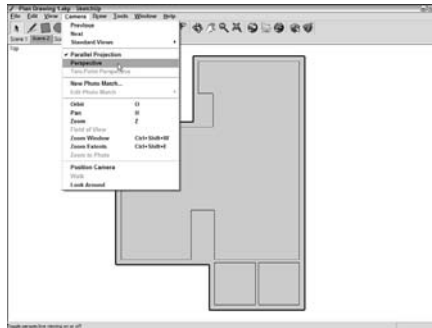 Plan Drawing 1.skp - SketchUp
File Edit View Camera Draw Tools Window Help
Scene 1 Scene 2
Top
Previous
Next
Standard Views
Parallel Projection
Perspective
Two-Point Perspective
New Photo Match...
Edit Photo Match
Orbit O
Pan H
Zoom Z
Field of View
Zoom Window Ctrl+Shift+W
Zoom Extents Ctrl+Shift+E
Zoom to Photo
Position Camera
Walk
Look Around